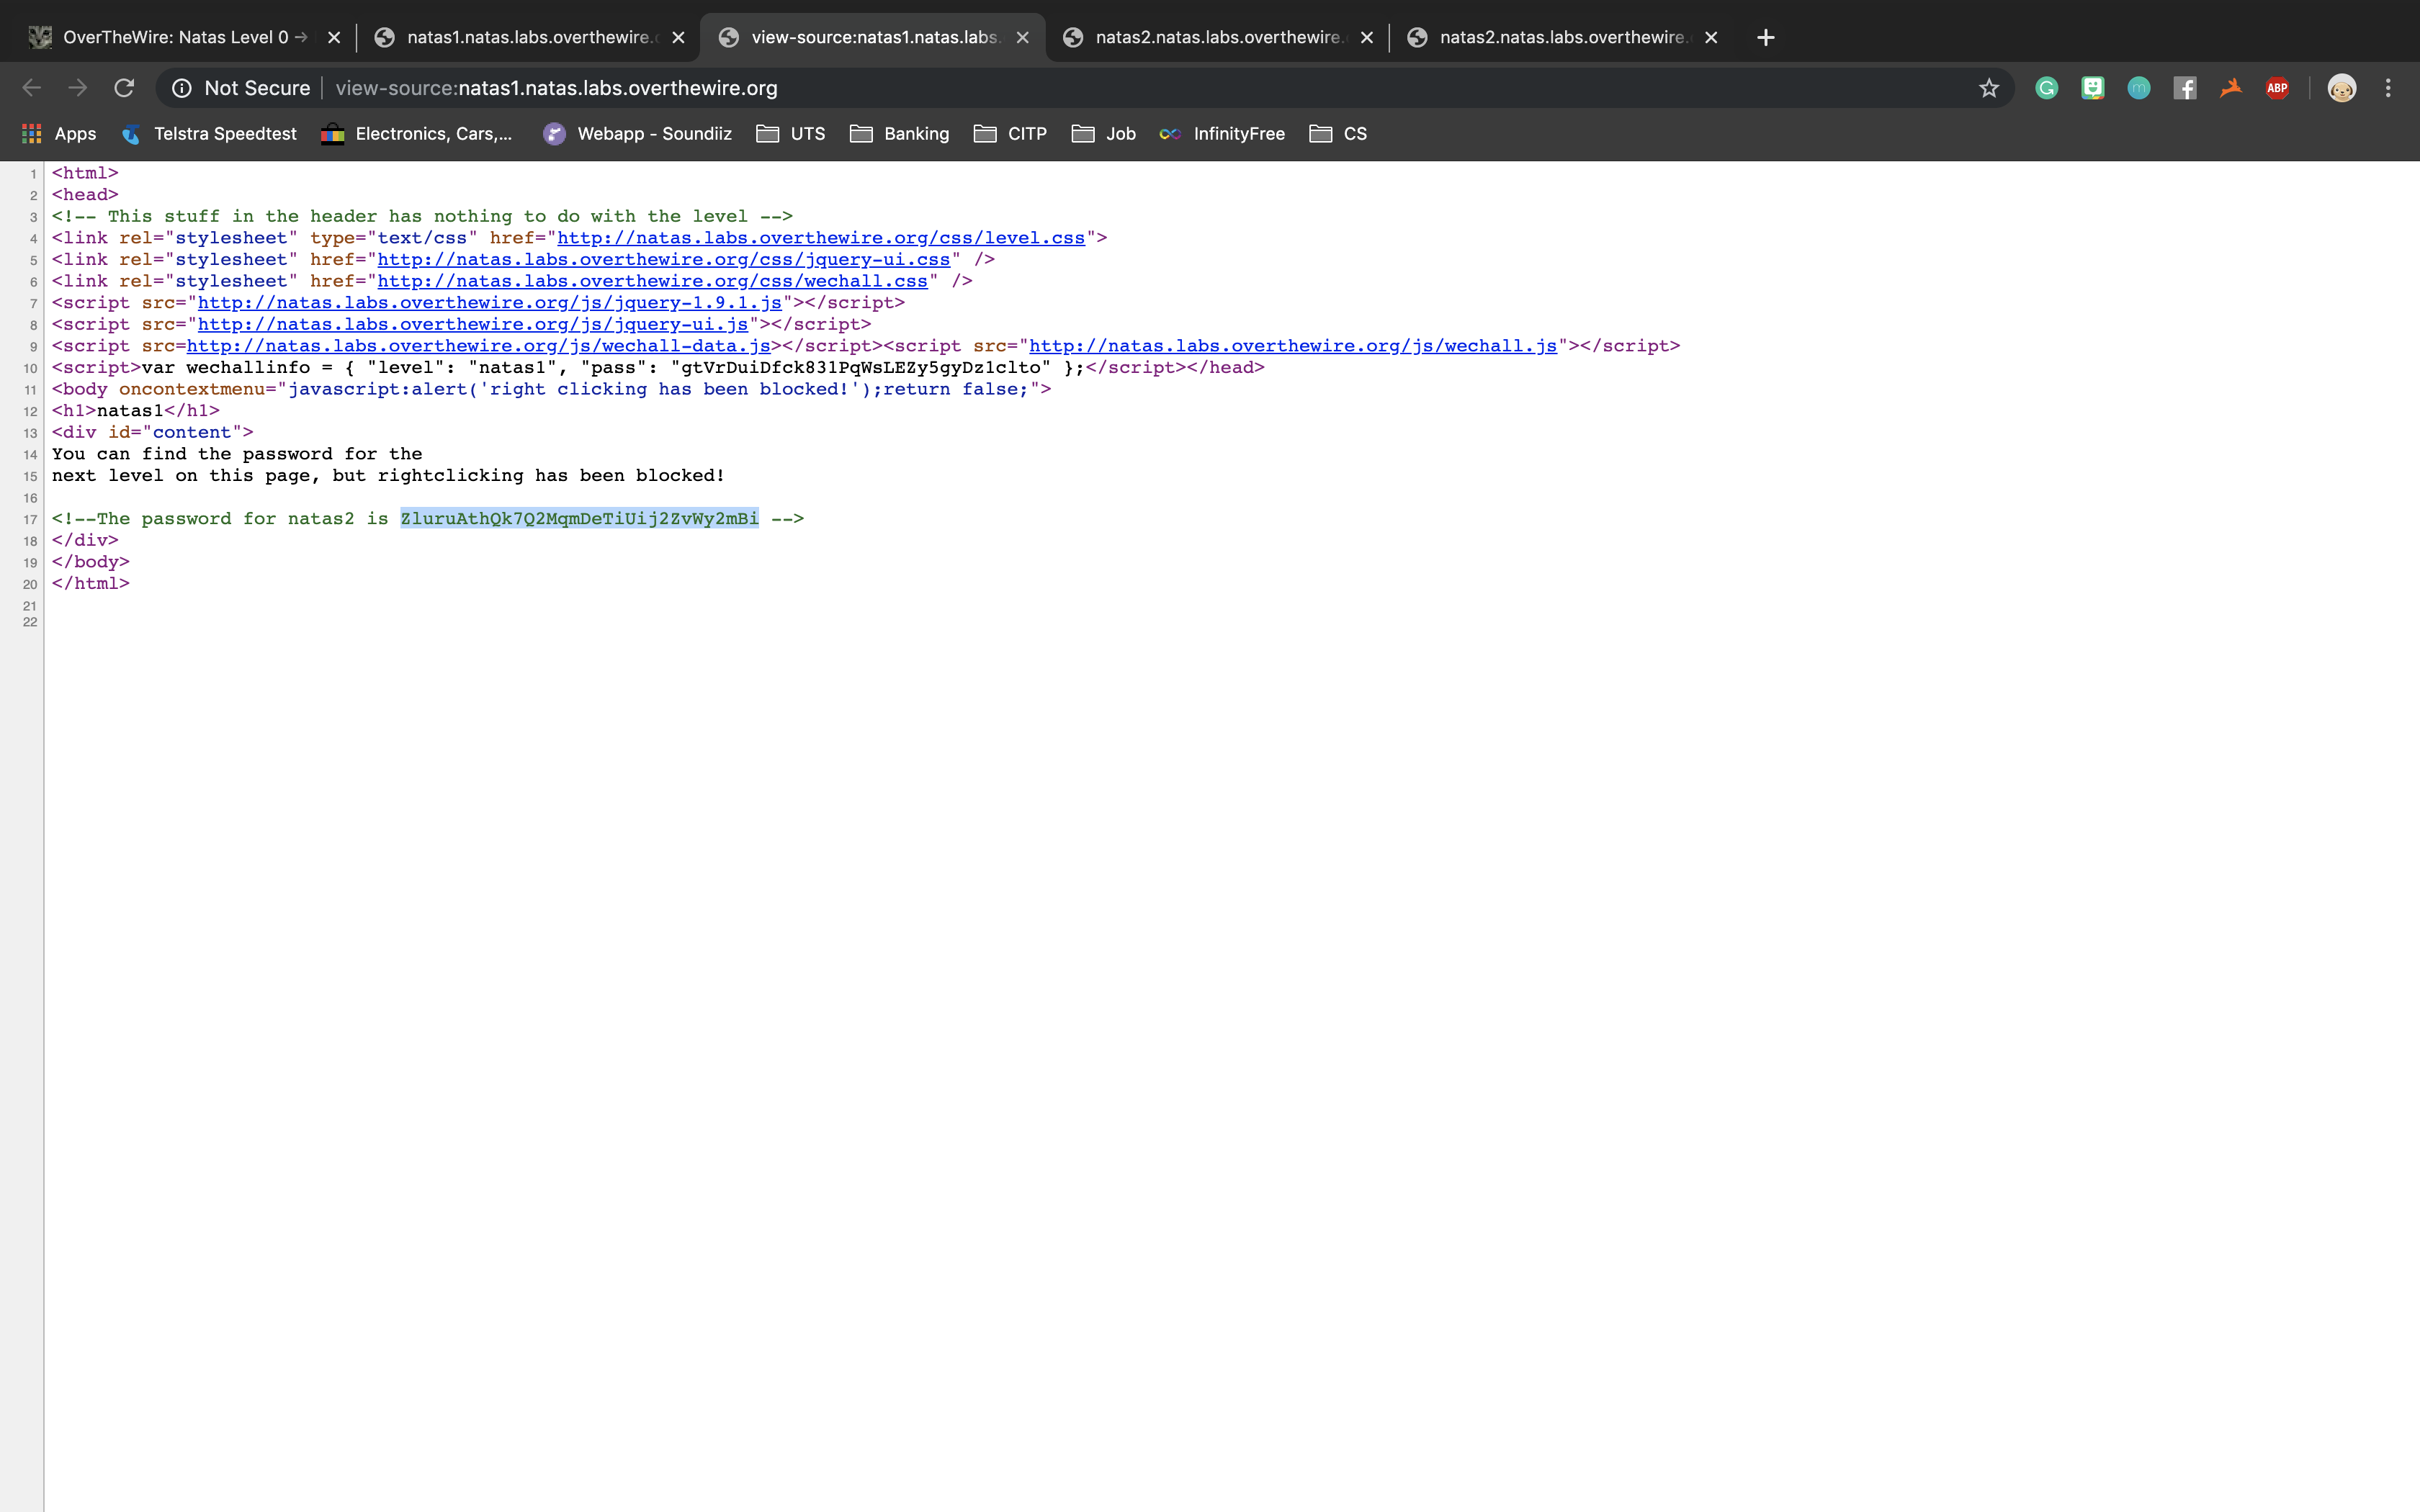 OverTheWire: Natas Level 0 →
natas1.natas.labs.overthewire.
view-source:natas1.natas.labs.
natas2.natas.labs.overthewire.
natas2.natas.labs.overthewire.
Not Secure | view-source:natas1.natas.labs.overthewire.org
ABP
Apps
Telstra Speedtest
Electronics, Cars,...
Webapp - Soundiiz
UTS
Banking
CITP
Job
InfinityFree
CS
1 <html>
2 <head>
3 <!-- This stuff in the header has nothing to do with the level -->
4 <link rel="stylesheet" type="text/css" href="http://natas.labs.overthewire.org/css/level.css">
5 <link rel="stylesheet" href="http://natas.labs.overthewire.org/css/jquery-ui.css" />
6 <link rel="stylesheet" href="http://natas.labs.overthewire.org/css/wechall.css" />
7 <script src="http://natas.labs.overthewire.org/js/jquery-1.9.1.js"></script>
8 <script src="http://natas.labs.overthewire.org/js/jquery-ui.js"></script>
9 <script src=http://natas.labs.overthewire.org/js/wechall-data.js></script><script src="http://natas.labs.overthewire.org/js/wechall.js"></script>
10 <script>var wechallinfo = { "level": "natas1", "pass": "gtVrDuiDfck831PqWsLEZy5gyDz1clto" };</script></head>
11 <body oncontextmenu="javascript:alert('right clicking has been blocked!');return false;">
12 <h1>natas1</h1>
13 <div id="content">
14 You can find the password for the
15 next level on this page, but rightclicking has been blocked!
16
17 <!--The password for natas2 is ZluruAthQk7Q2MqmDeTiUij2ZvWy2mBi -->
18 </div>
19 </body>
20 </html>
21
22